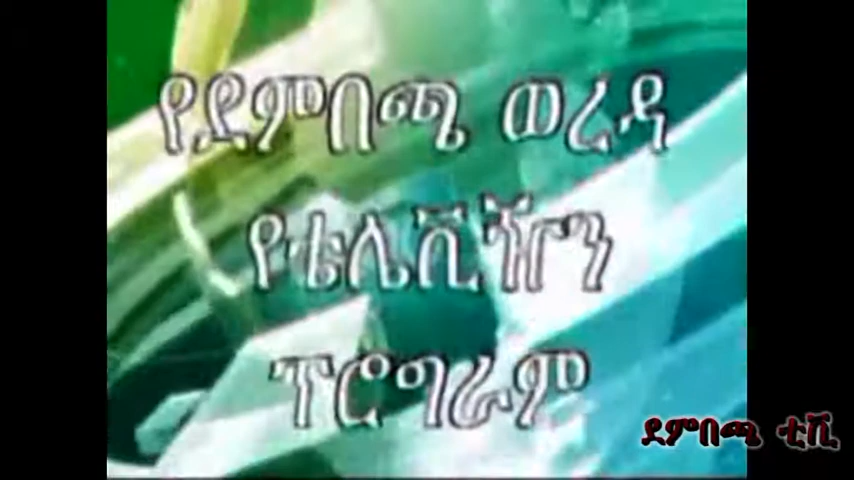 የደምበጫ ወረዳ
የቴሌቪዥን
ፕሮግራም
ደምበጫ ቲቪ